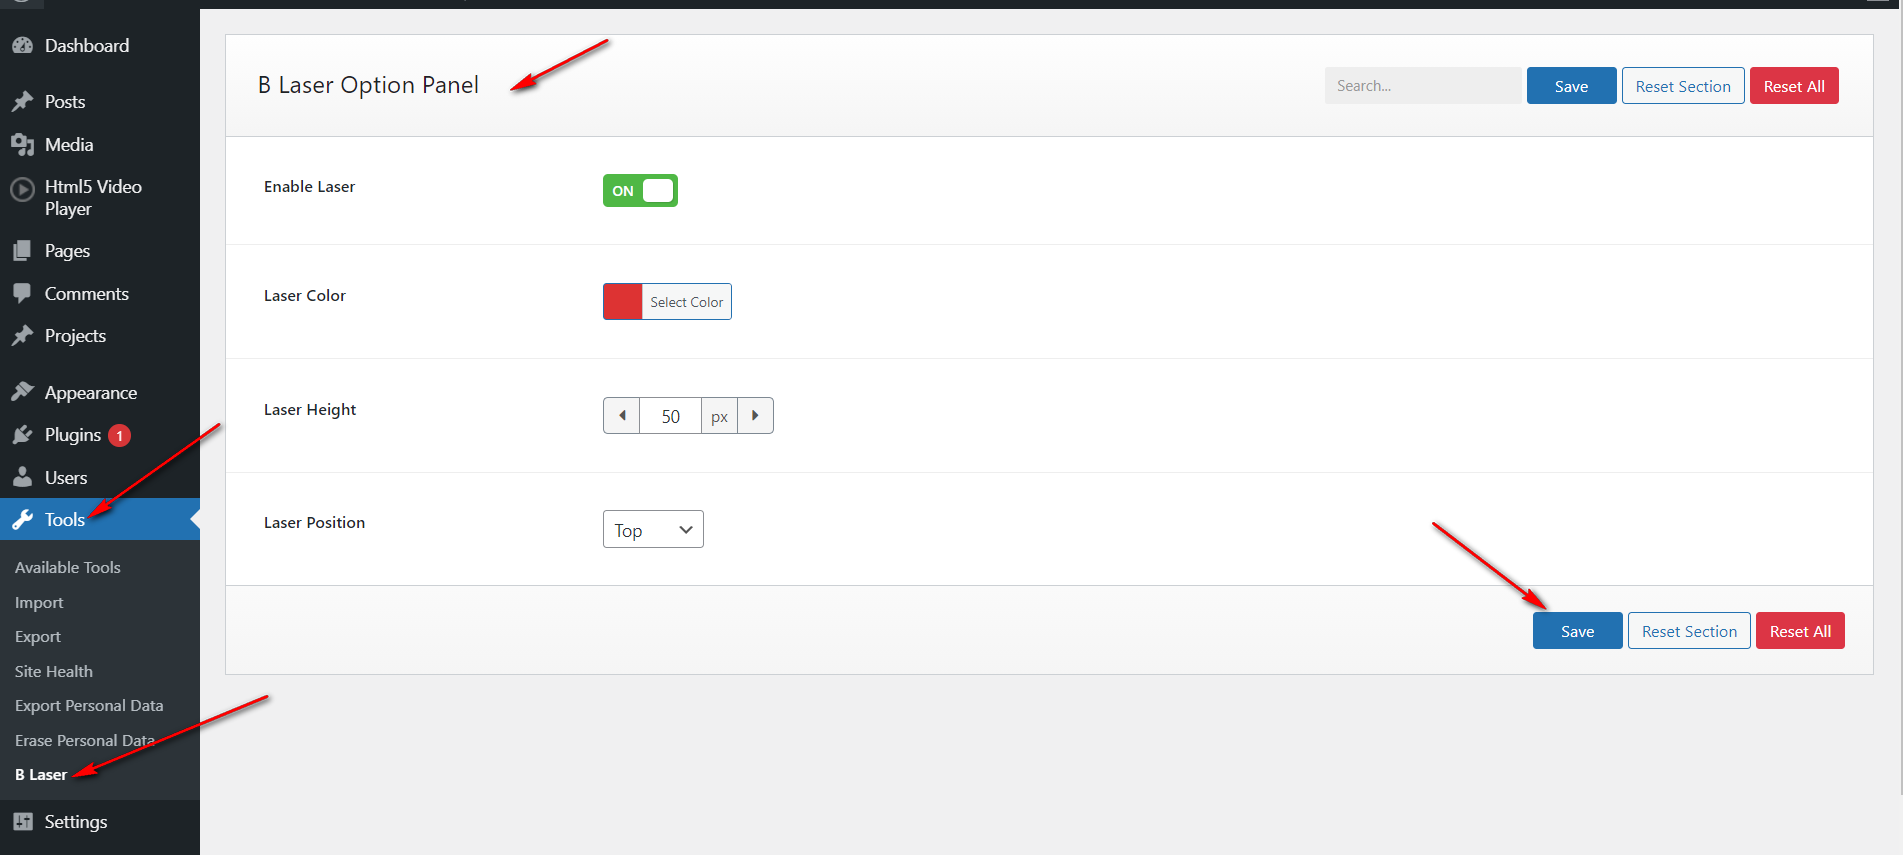 Dashboard
Posts
Media
Html5 Video
Player
Pages
Comments
Projects
Appearance
Plugins 1
Users
Tools
Available Tools
Import
Export
Site Health
Export Personal Data
Erase Personal Data
B Laser
Settings
B Laser Option Panel
Search...
Save
Reset Section
Reset All
Enable Laser
ON
Laser Color
Select Color
Laser Height
50 px
Laser Position
Top
Save
Reset Section
Reset All